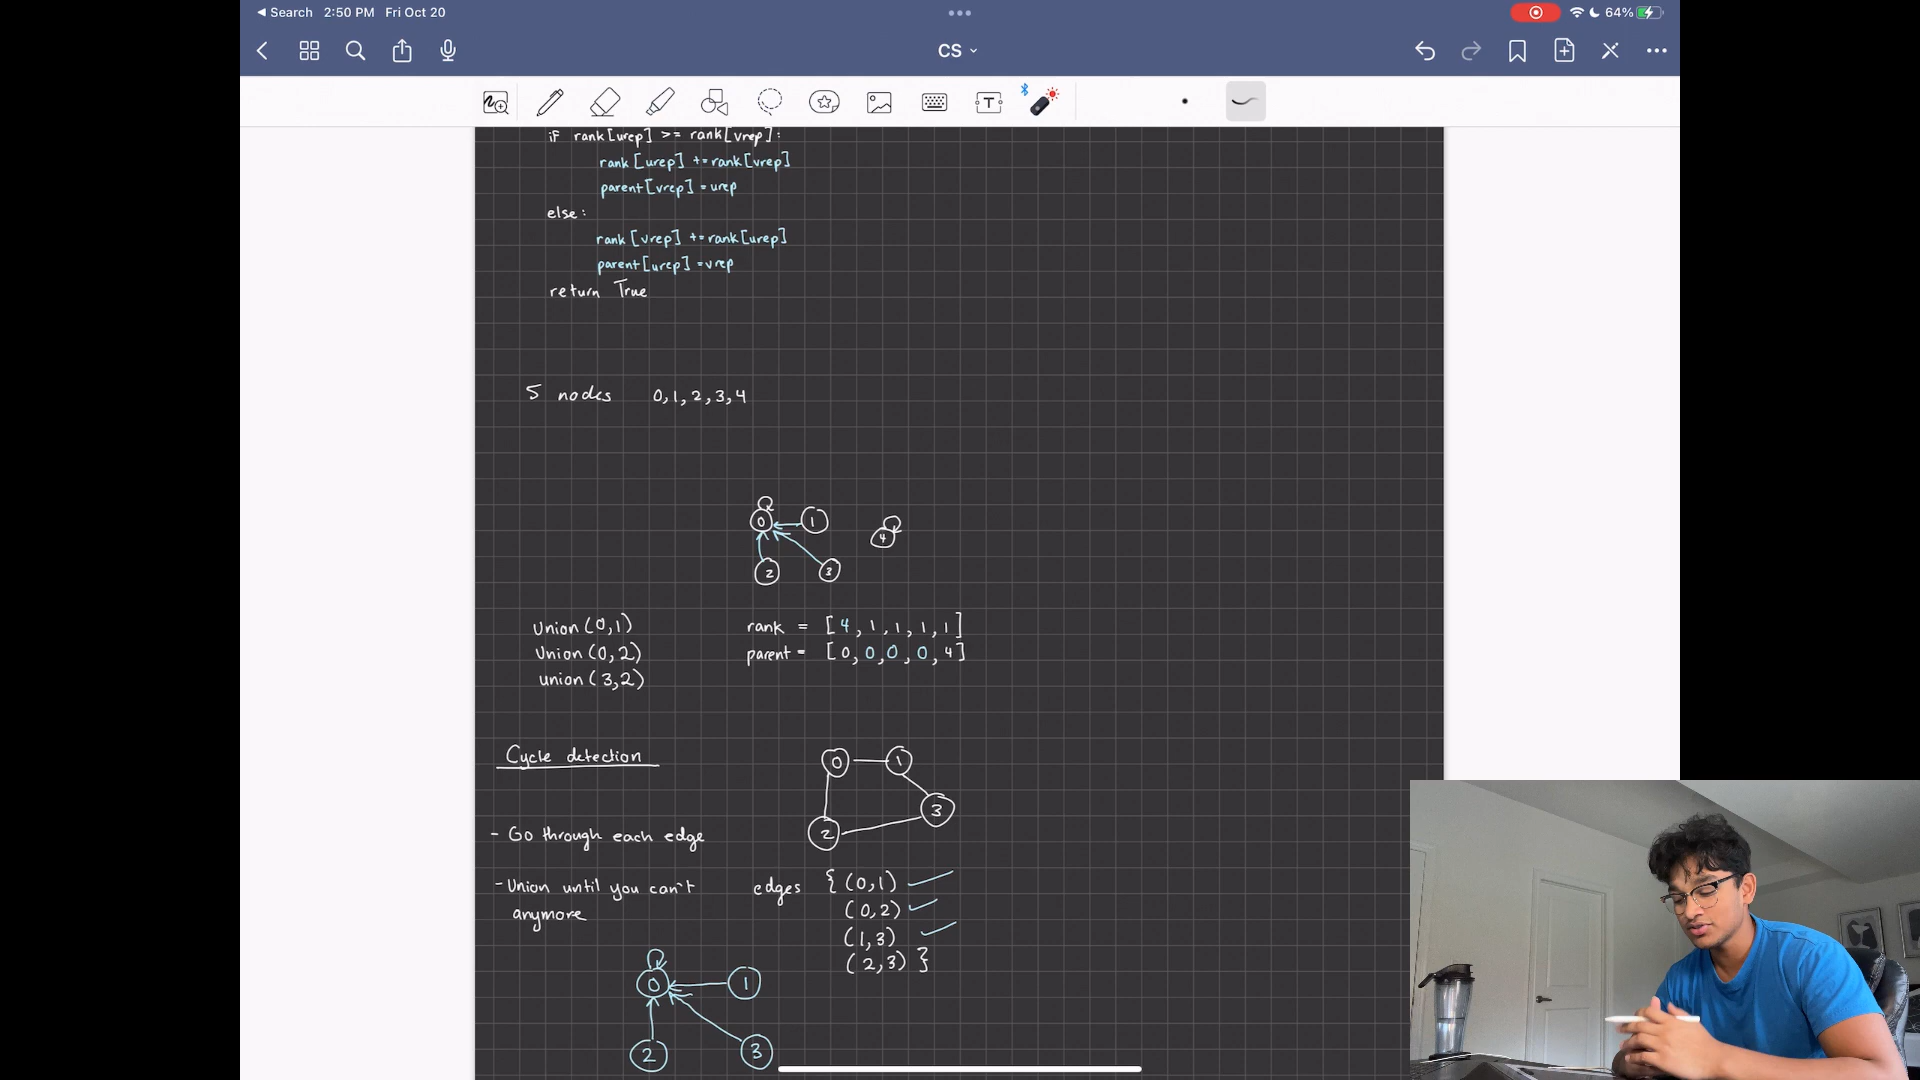 Search 2:50 PM Fri Oct 20
64%
CS
if rank[urep] >= rank[vrep]:
rank[urep] += rank[vrep]
parent[vrep] = urep
else:
rank[vrep] += rank[urep]
parent[urep] = vrep
return True
5 nodes 0, 1, 2, 3, 4
0 1
4
2 3
Union (0,1)
Union (0,2)
union (3,2)
rank = [4, 1, 1, 1, 1]
parent = [0, 0, 0, 0, 4]
Cycle detection
0 1
3
2
- Go through each edge
- Union until you can't
anymore
edges {(0,1)
(0,2)
(1,3)
(2,3)}
0 1
2 3